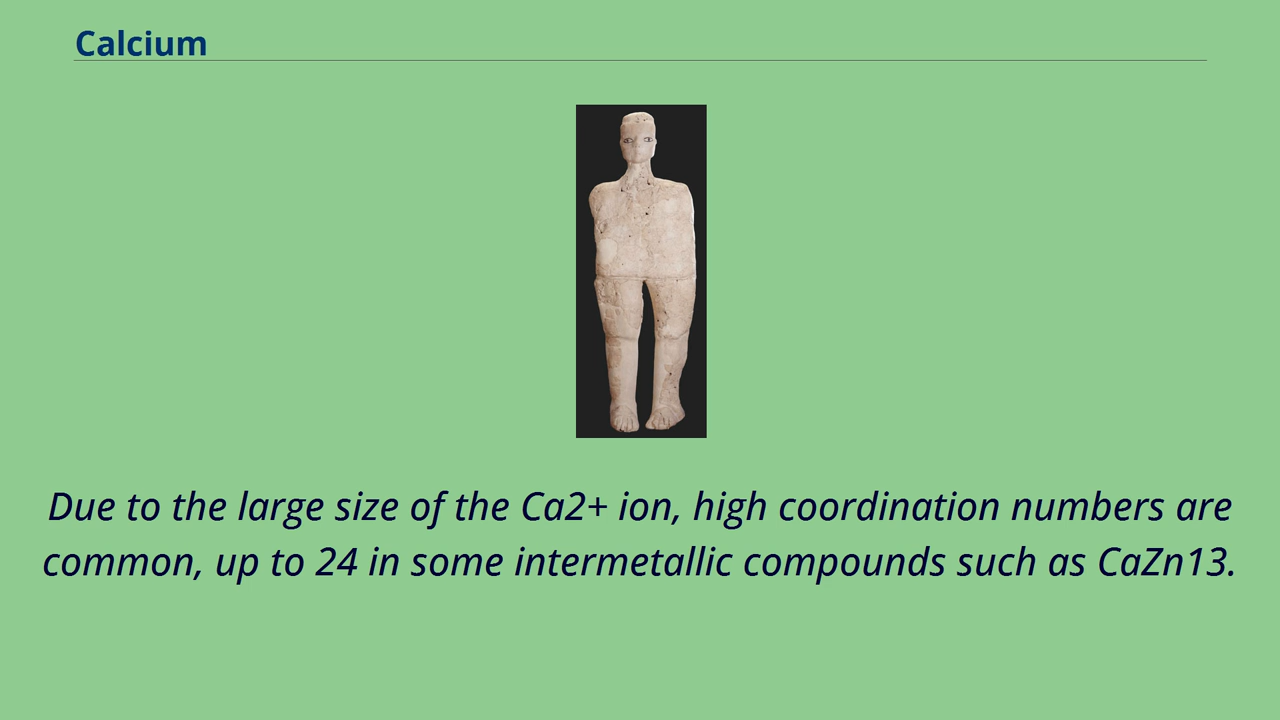 Calcium
Due to the large size of the Ca2+ ion, high coordination numbers are
common, up to 24 in some intermetallic compounds such as CaZn13.